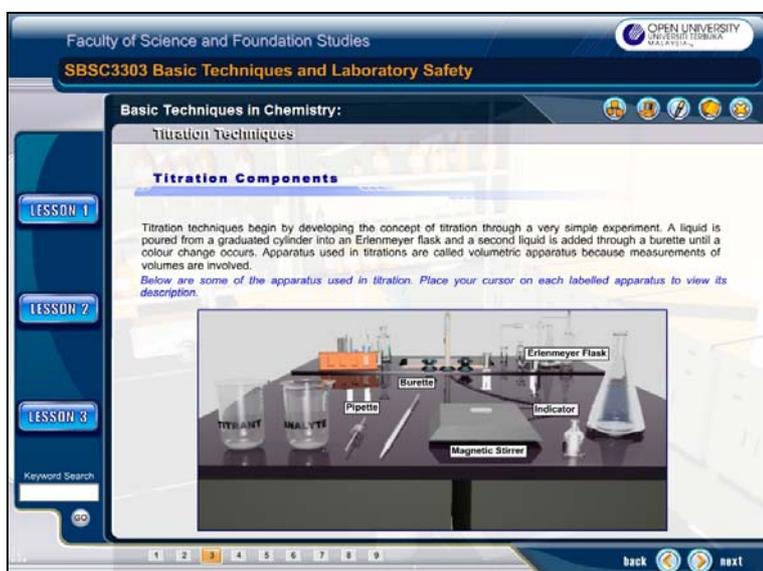 Faculty of Science and Foundation Studies
OPEN UNIVERSITY
UNIVERSITI TERBUKA
MALAYSIA
SBSC3303 Basic Techniques and Laboratory Safety
Basic Techniques in Chemistry:
Titration Techniques
Titration Components
LESSON 1
LESSON 2
LESSON 3
Keyword Search
GO
Titration techniques begin by developing the concept of titration through a very simple experiment. A liquid is
poured from a graduated cylinder into an Erlenmeyer flask and a second liquid is added through a burette until a
colour change occurs. Apparatus used in titrations are called volumetric apparatus because measurements of
volumes are involved.
Below are some of the apparatus used in titration. Place your cursor on each labelled apparatus to view its
description.
Erlenmeyer Flask
Burette
Pipette
Indicator
TITRANT
ANALYTE
Magnetic Stirrer
1 2 3 4 5 6 7 8 9
back next